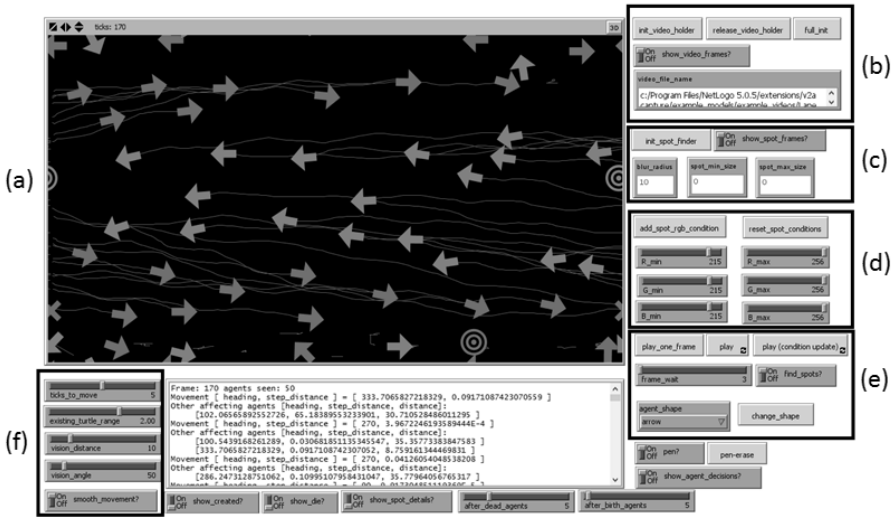 ticks: 170
3D
(a)
init_video_holder release_video_holder full_init
On
Off show_video_frames?
video_file_name
c:/Program Files/NetLogo 5.0.5/extensions/v2a
capture/example_models/example_videos/Lane
(b)
init_spot_finder On
Off show_spot_frames?
blur_radius spot_min_size spot_max_size
10 0 0
(c)
add_spot_rgb_condition reset_spot_conditions
R_min 215 R_max 256
G_min 215 G_max 256
B_min 215 B_max 256
(d)
play_one_frame play play (condition update)
frame_wait 3 On
Off find_spots?
agent_shape
arrow
change_shape
(e)
On
Off pen? pen-erase
On
Off show_agent_decisions?
(f)
ticks_to_move 5
existing_turtle_range 2.00
vision_distance 10
vision_angle 50
On
Off smooth_movement?
Frame: 170 agents seen: 50
Movement [ heading, step_distance ] = [ 333.7065827218329, 0.09171087423070559 ]
Other affecting agents [heading, step_distance, distance]:
[102.06565892552726, 65.18389553233901, 30.710528486011295 ]
Movement [ heading, step_distance ] = [ 270, 3.967224619358944E-4 ]
Other affecting agents [heading, step_distance, distance]:
[100.5439168261289, 0.030681851135345547, 35.35773383847583 ]
[333.7065827218329, 0.0917108742307052, 8.759161344469831 ]
Movement [ heading, step_distance ] = [ 270, 0.04126054048538208 ]
Other affecting agents [heading, step_distance, distance]:
[286.2473128751062, 0.10995107958431047, 35.77964056765317 ]
On
Off show_created?
On
Off show_die?
On
Off show_spot_details?
after_dead_agents 5
after_birth_agents 5